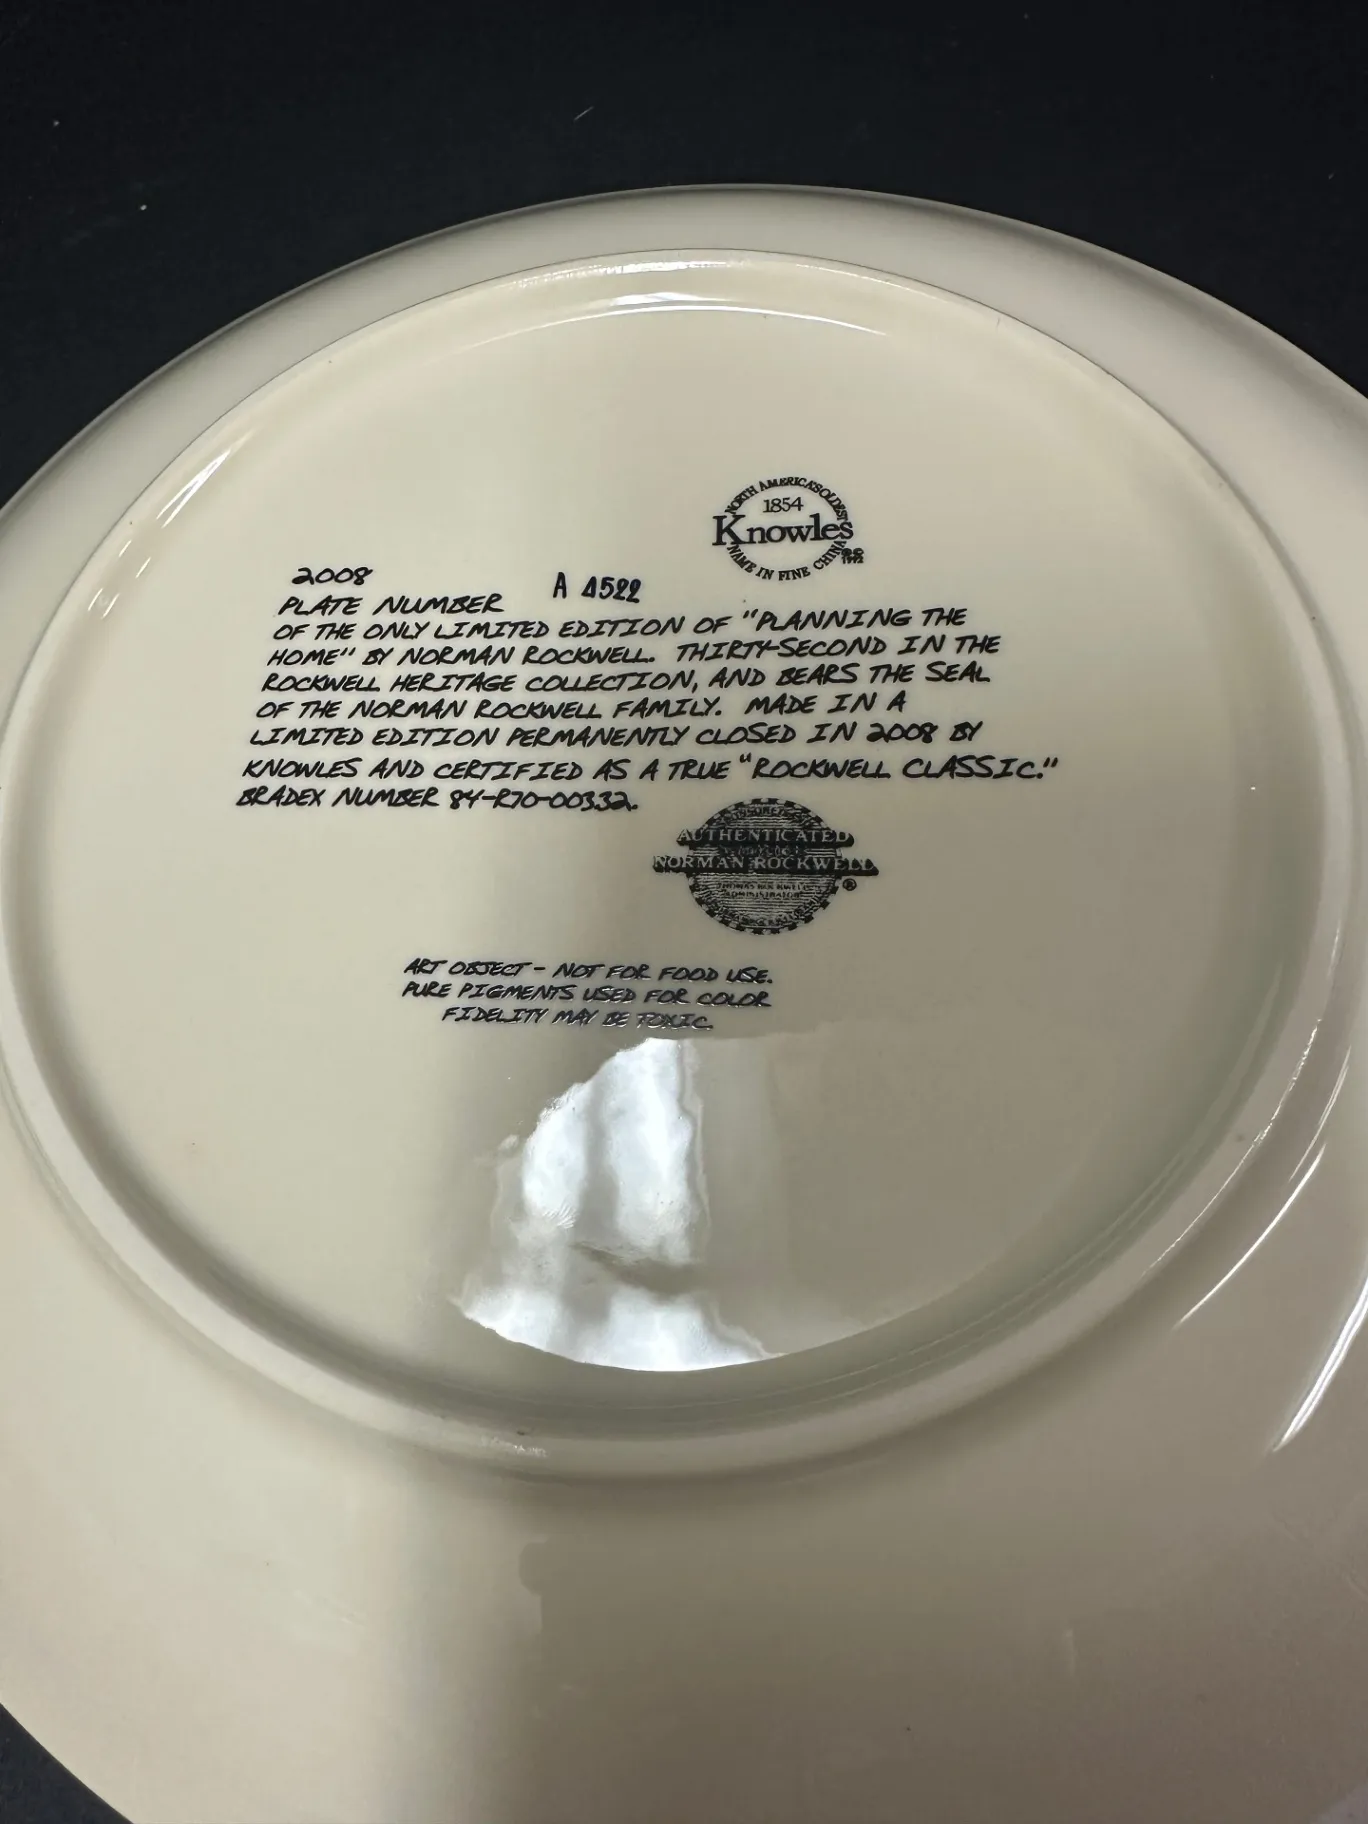 NORTH AMERICA'S OLDEST
1854
Knowles
NAME IN FINE CHINA
2008
PLATE NUMBER A 4522
OF THE ONLY LIMITED EDITION OF "PLANNING THE
HOME" BY NORMAN ROCKWELL. THIRTY-SECOND IN THE
ROCKWELL HERITAGE COLLECTION, AND BEARS THE SEAL
OF THE NORMAN ROCKWELL FAMILY. MADE IN A
LIMITED EDITION PERMANENTLY CLOSED IN 2008 BY
KNOWLES AND CERTIFIED AS A TRUE "ROCKWELL CLASSIC."
BRADEX NUMBER 84-R70-00332.
AUTHENTICATED
NORMAN ROCKWELL
®
ART OBJECT - NOT FOR FOOD USE.
PURE PIGMENTS USED FOR COLOR
FIDELITY MAY BE TOXIC.